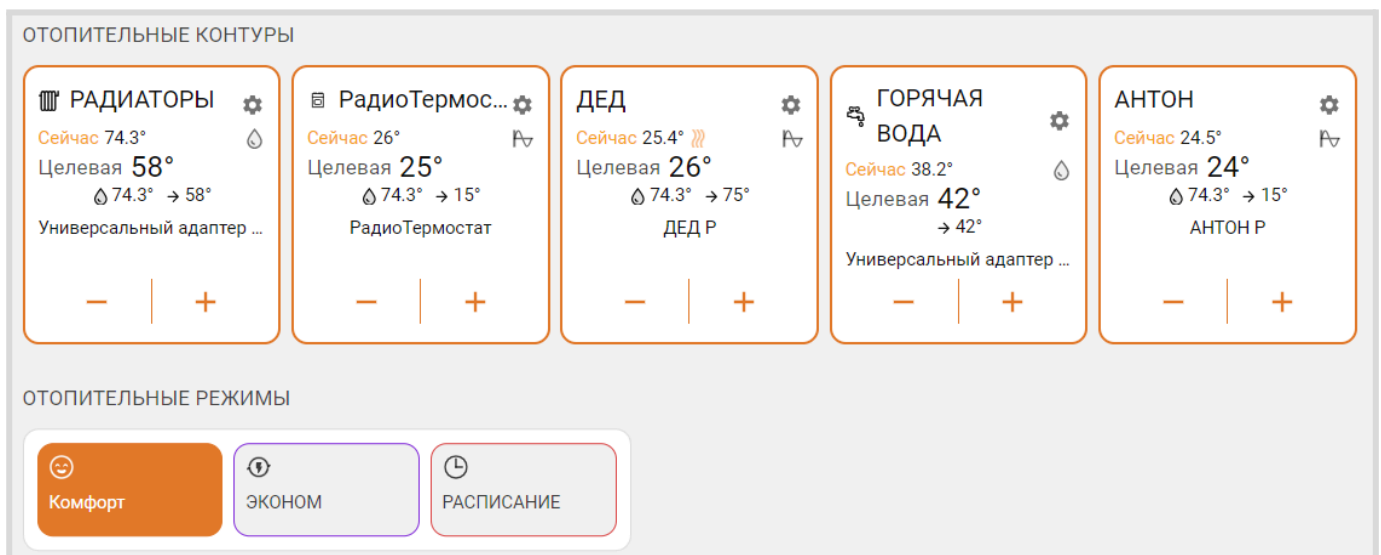 ОТОПИТЕЛЬНЫЕ КОНТУРЫ
РАДИАТОРЫ
Сейчас 74.3°
Целевая 58°
74.3° → 58°
Универсальный адаптер ...
− +
РадиоТермос...
Сейчас 26°
Целевая 25°
74.3° → 15°
РадиоТермостат
− +
ДЕД
Сейчас 25.4°
Целевая 26°
74.3° → 75°
ДЕД Р
− +
ГОРЯЧАЯ
ВОДА
Сейчас 38.2°
Целевая 42°
→ 42°
Универсальный адаптер ...
− +
АНТОН
Сейчас 24.5°
Целевая 24°
74.3° → 15°
АНТОН Р
− +
ОТОПИТЕЛЬНЫЕ РЕЖИМЫ
Комфорт
ЭКОНОМ
РАСПИСАНИЕ